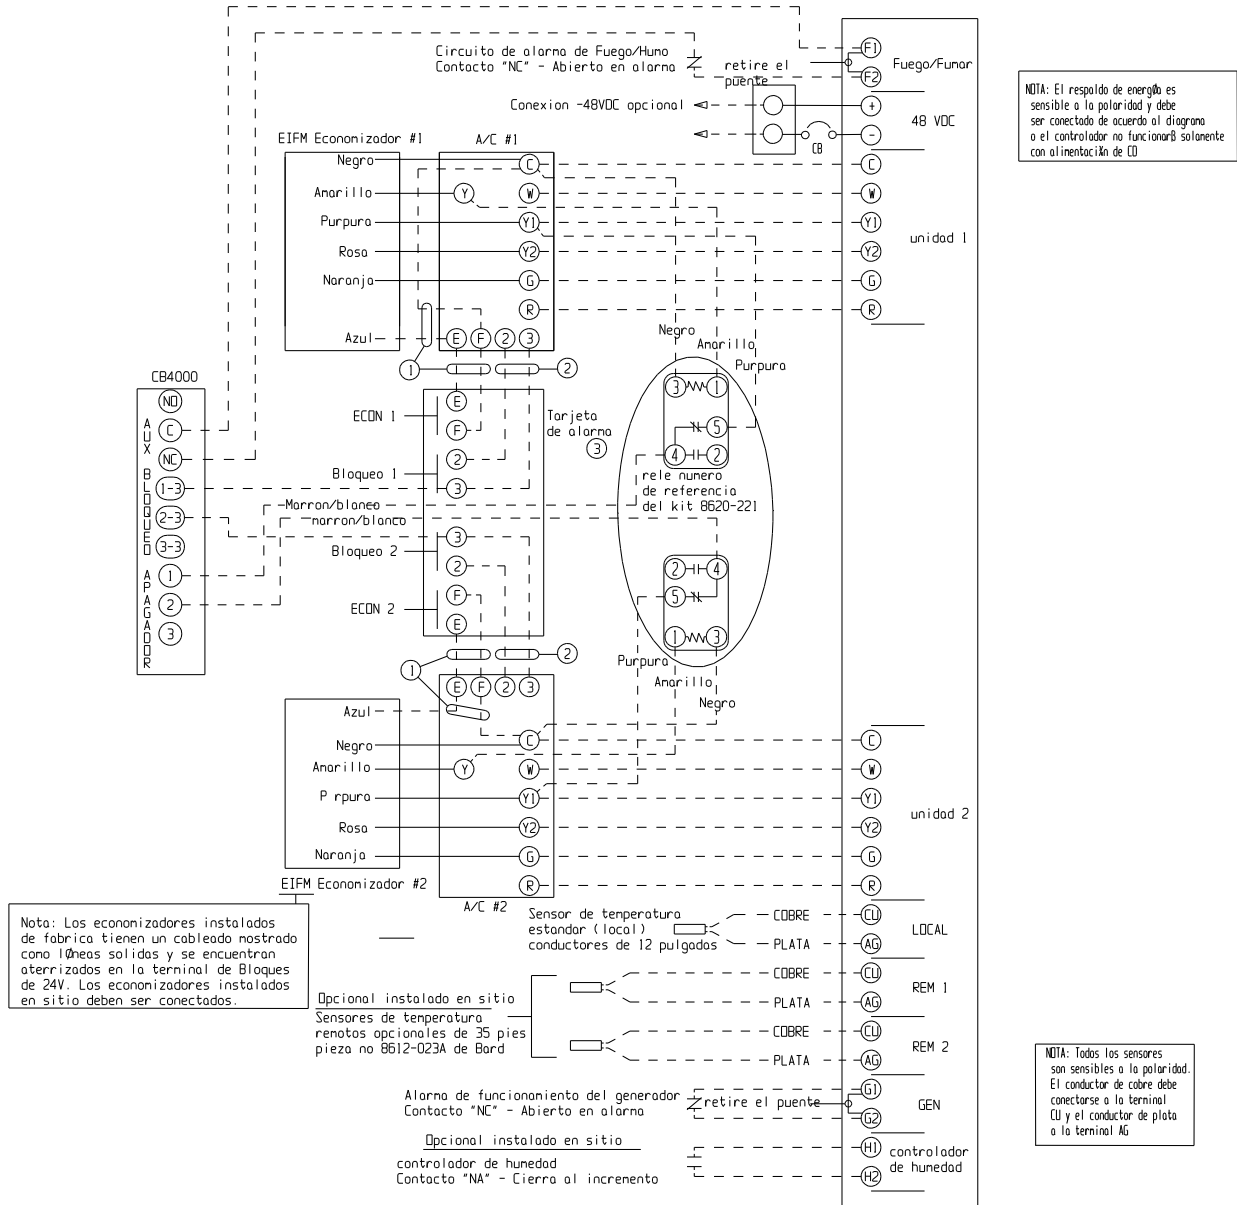 Circuito de alarma de Fuego/Humo
Contacto "NC" - Abierto en alarma
retire el
puente
F1
F2
Fuego/Fumar
Conexion -48VDC opcional
+
-
CB
48 VDC
NOTA: El respaldo de energØa es
sensible a la polaridad y debe
ser conectado de acuerdo al diagrama
o el controlador no funcionarß solamente
con alimentaciXn de CD
EIFM Economizador #1
A/C #1
Negro
Amarillo
Purpura
Rosa
Naranja
Azul
C
Y
W
Y1
Y2
G
R
E F 2 3
C
W
Y1
Y2
G
R
unidad 1
1
2
Negro
Amarillo
Purpura
CB4000
NO
C
NC
1-3
2-3
3-3
1
2
3
AUX BLOQUEO APAGADOR
ECON 1
E
F
Bloqueo 1
2
3
Tarjeta
de alarma
3
3 1
5
4 2
rele numero
de referencia
del kit 8620-221
Marron/blanco
marron/blanco
Bloqueo 2
3
2
ECON 2
F
E
2 4
5
1 3
Purpura
Amarillo
Negro
1
2
E F 2 3
Azul
Negro
Amarillo
P rpura
Rosa
Naranja
C
Y
W
Y1
Y2
G
R
EIFM Economizador #2
A/C #2
C
W
Y1
Y2
G
R
unidad 2
Nota: Los economizadores instalados
de fabrica tienen un cableado mostrado
como lØneas solidas y se encuentran
aterrizados en la terminal de Bloques
de 24V. Los economizadores instalados
en sitio deben ser conectados.
Sensor de temperatura
estandar (local)
conductores de 12 pulgadas
COBRE CU
PLATA AG
LOCAL
Opcional instalado en sitio
Sensores de temperatura
remotos opcionales de 35 pies
pieza no 8612-023A de Bard
COBRE CU
PLATA AG
REM 1
COBRE CU
PLATA AG
REM 2
NOTA: Todos los sensores
son sensibles a la polaridad.
El conductor de cobre debe
conectarse a la terminal
CU y el conductor de plata
a la terminal AG
Alarma de funcionamiento del generador
Contacto "NC" - Abierto en alarma
retire el puente
G1
G2
GEN
Opcional instalado en sitio
controlador de humedad
Contacto "NA" - Cierra al incremento
H1
H2
controlador
de humedad